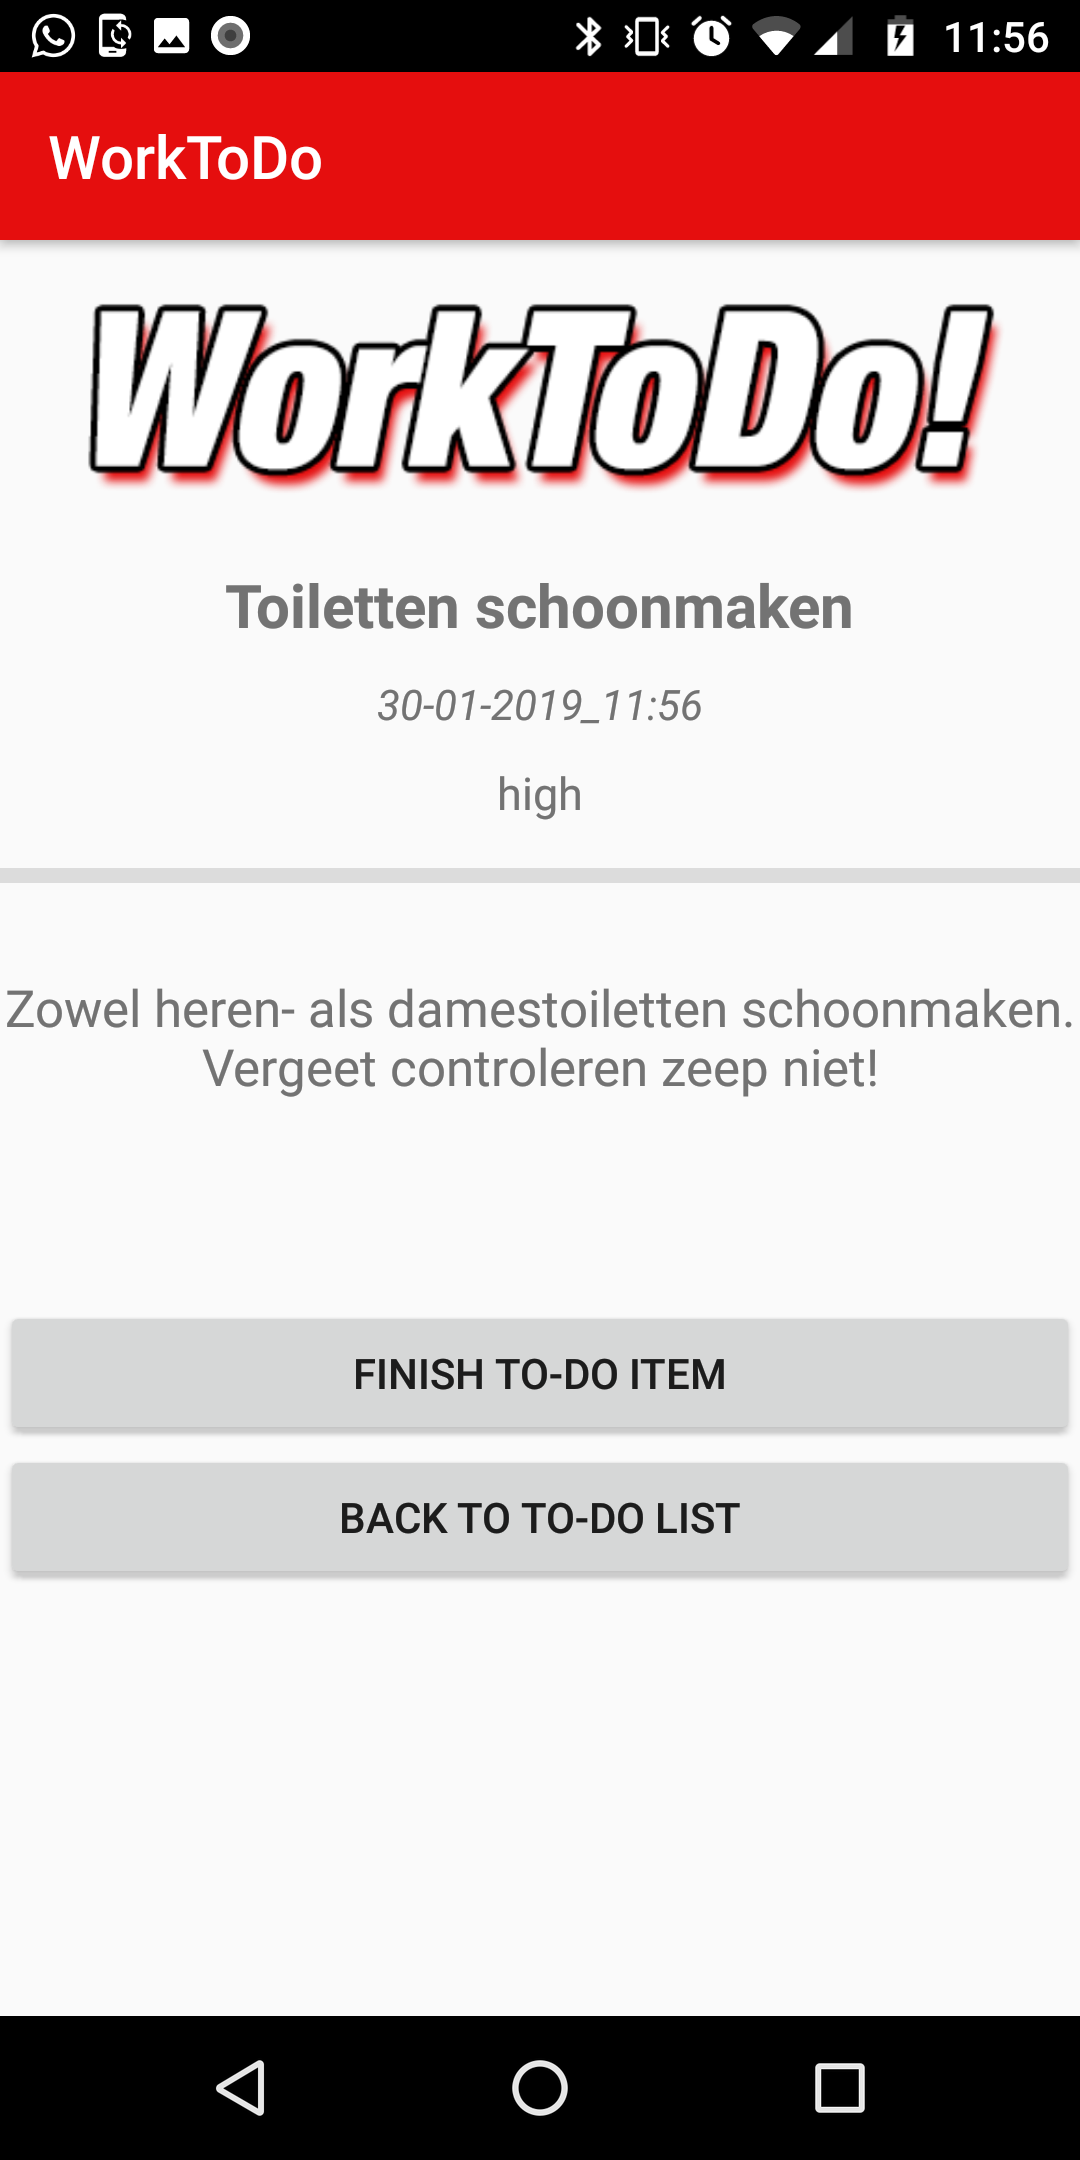 11:56
WorkToDo
WorkToDo!
Toiletten schoonmaken
30-01-2019_11:56
high
Zowel heren- als damestoiletten schoonmaken.
Vergeet controleren zeep niet!
FINISH TO-DO ITEM
BACK TO TO-DO LIST